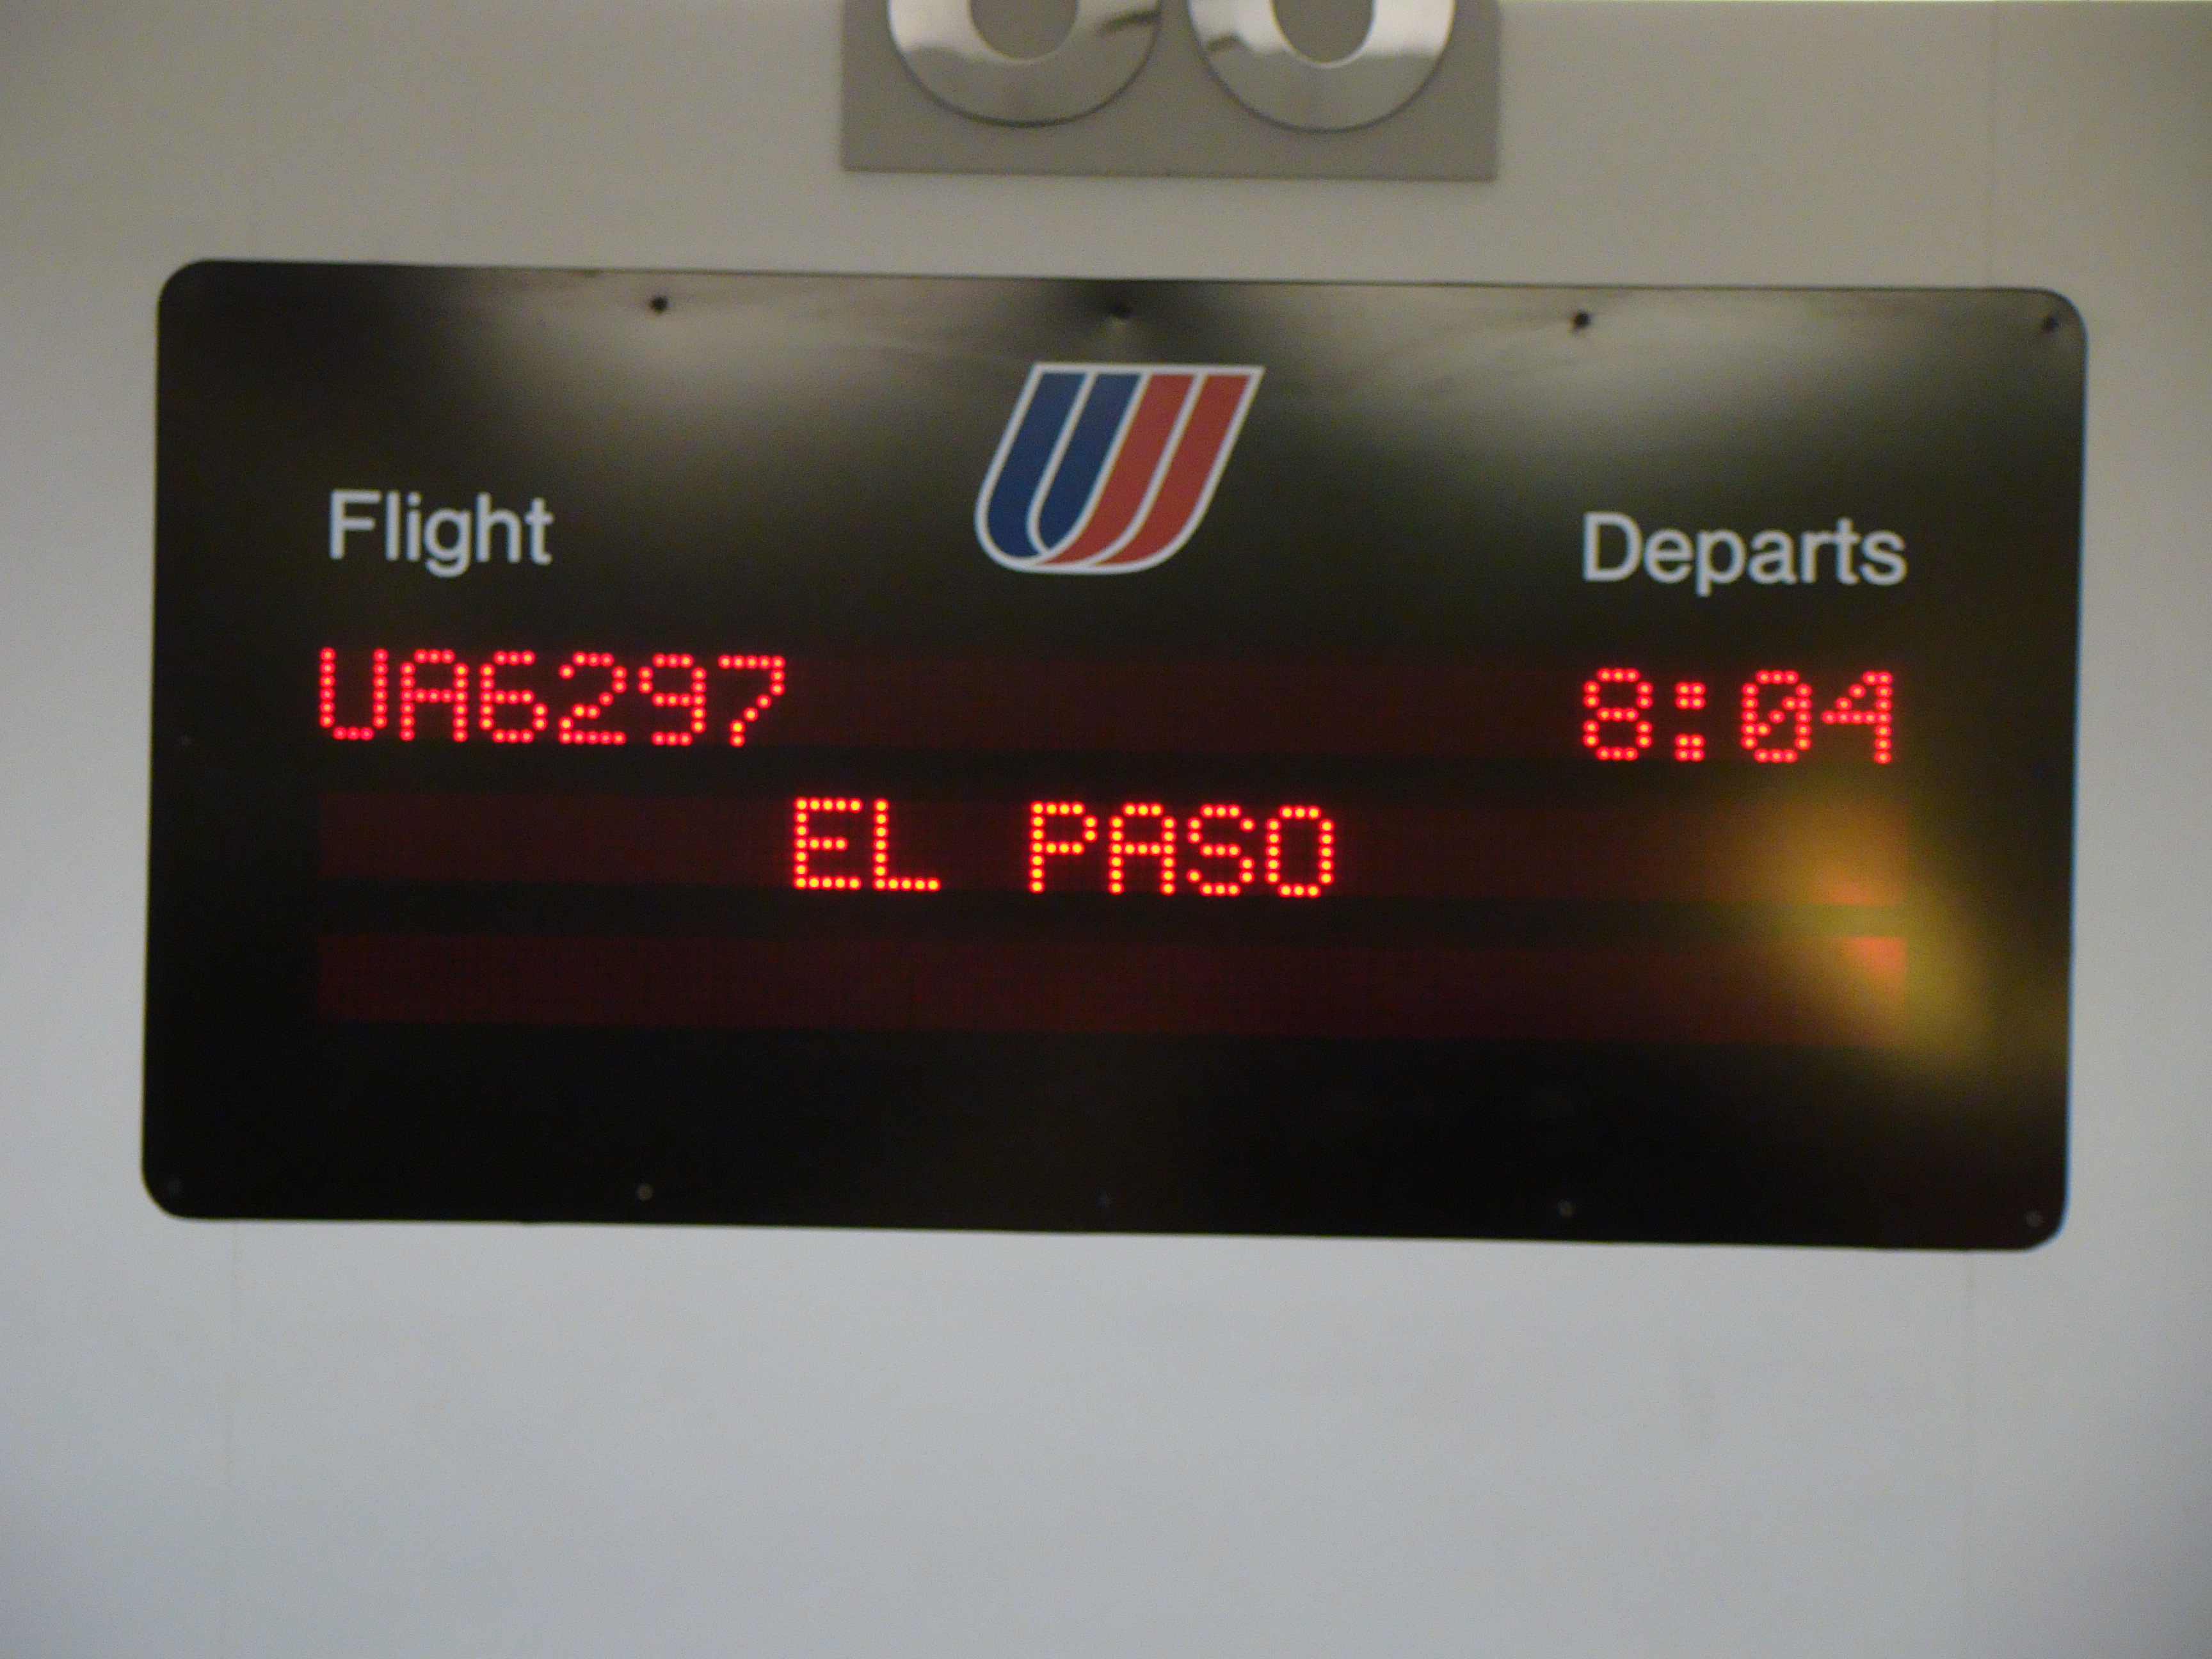 Flight Departs
UA6297 8:04
EL PASO